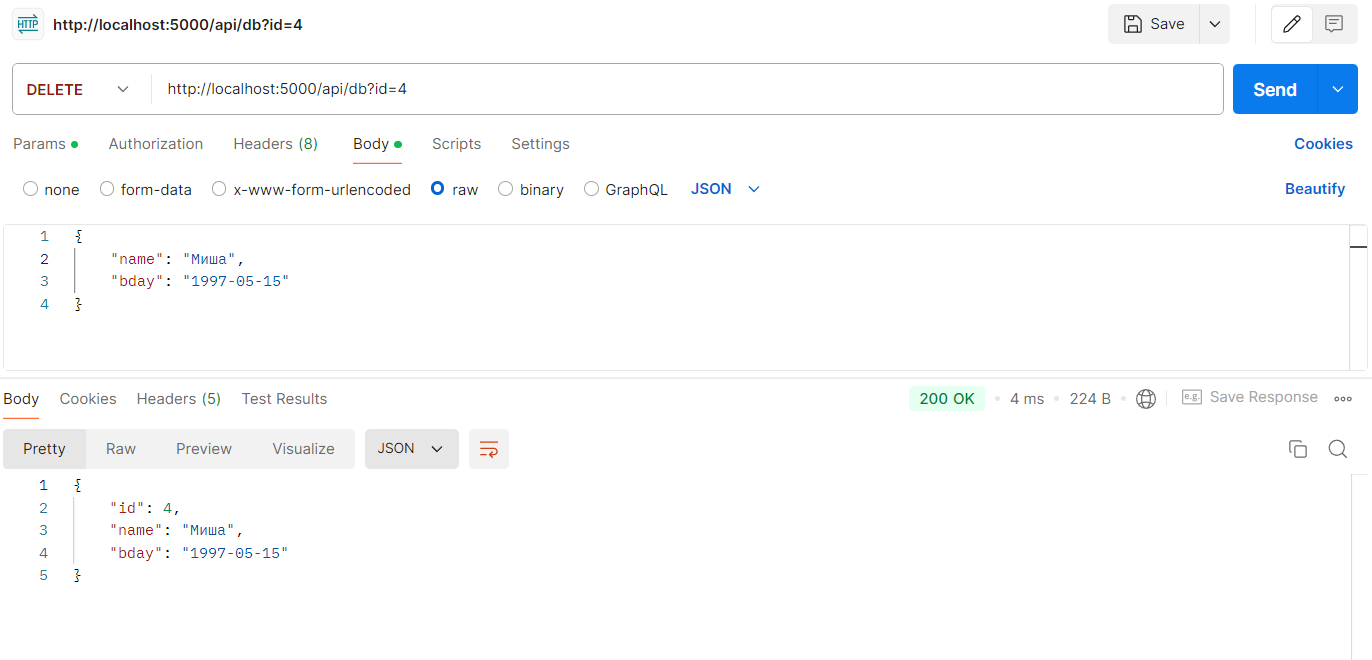 HTTP http://localhost:5000/api/db?id=4 Save
DELETE http://localhost:5000/api/db?id=4 Send
Params Authorization Headers (8) Body Scripts Settings Cookies
none form-data x-www-form-urlencoded raw binary GraphQL JSON Beautify
1 {
2 "name": "Миша",
3 "bday": "1997-05-15"
4 }
Body Cookies Headers (5) Test Results 200 OK 4 ms 224 B e.g. Save Response
Pretty Raw Preview Visualize JSON
1 {
2 "id": 4,
3 "name": "Миша",
4 "bday": "1997-05-15"
5 }